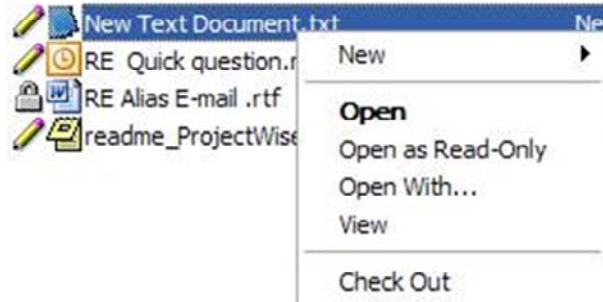 New Text Document.txt Ne
RE Quick question.r
RE Alias E-mail .rtf
readme_ProjectWise
New
Open
Open as Read-Only
Open With...
View
Check Out